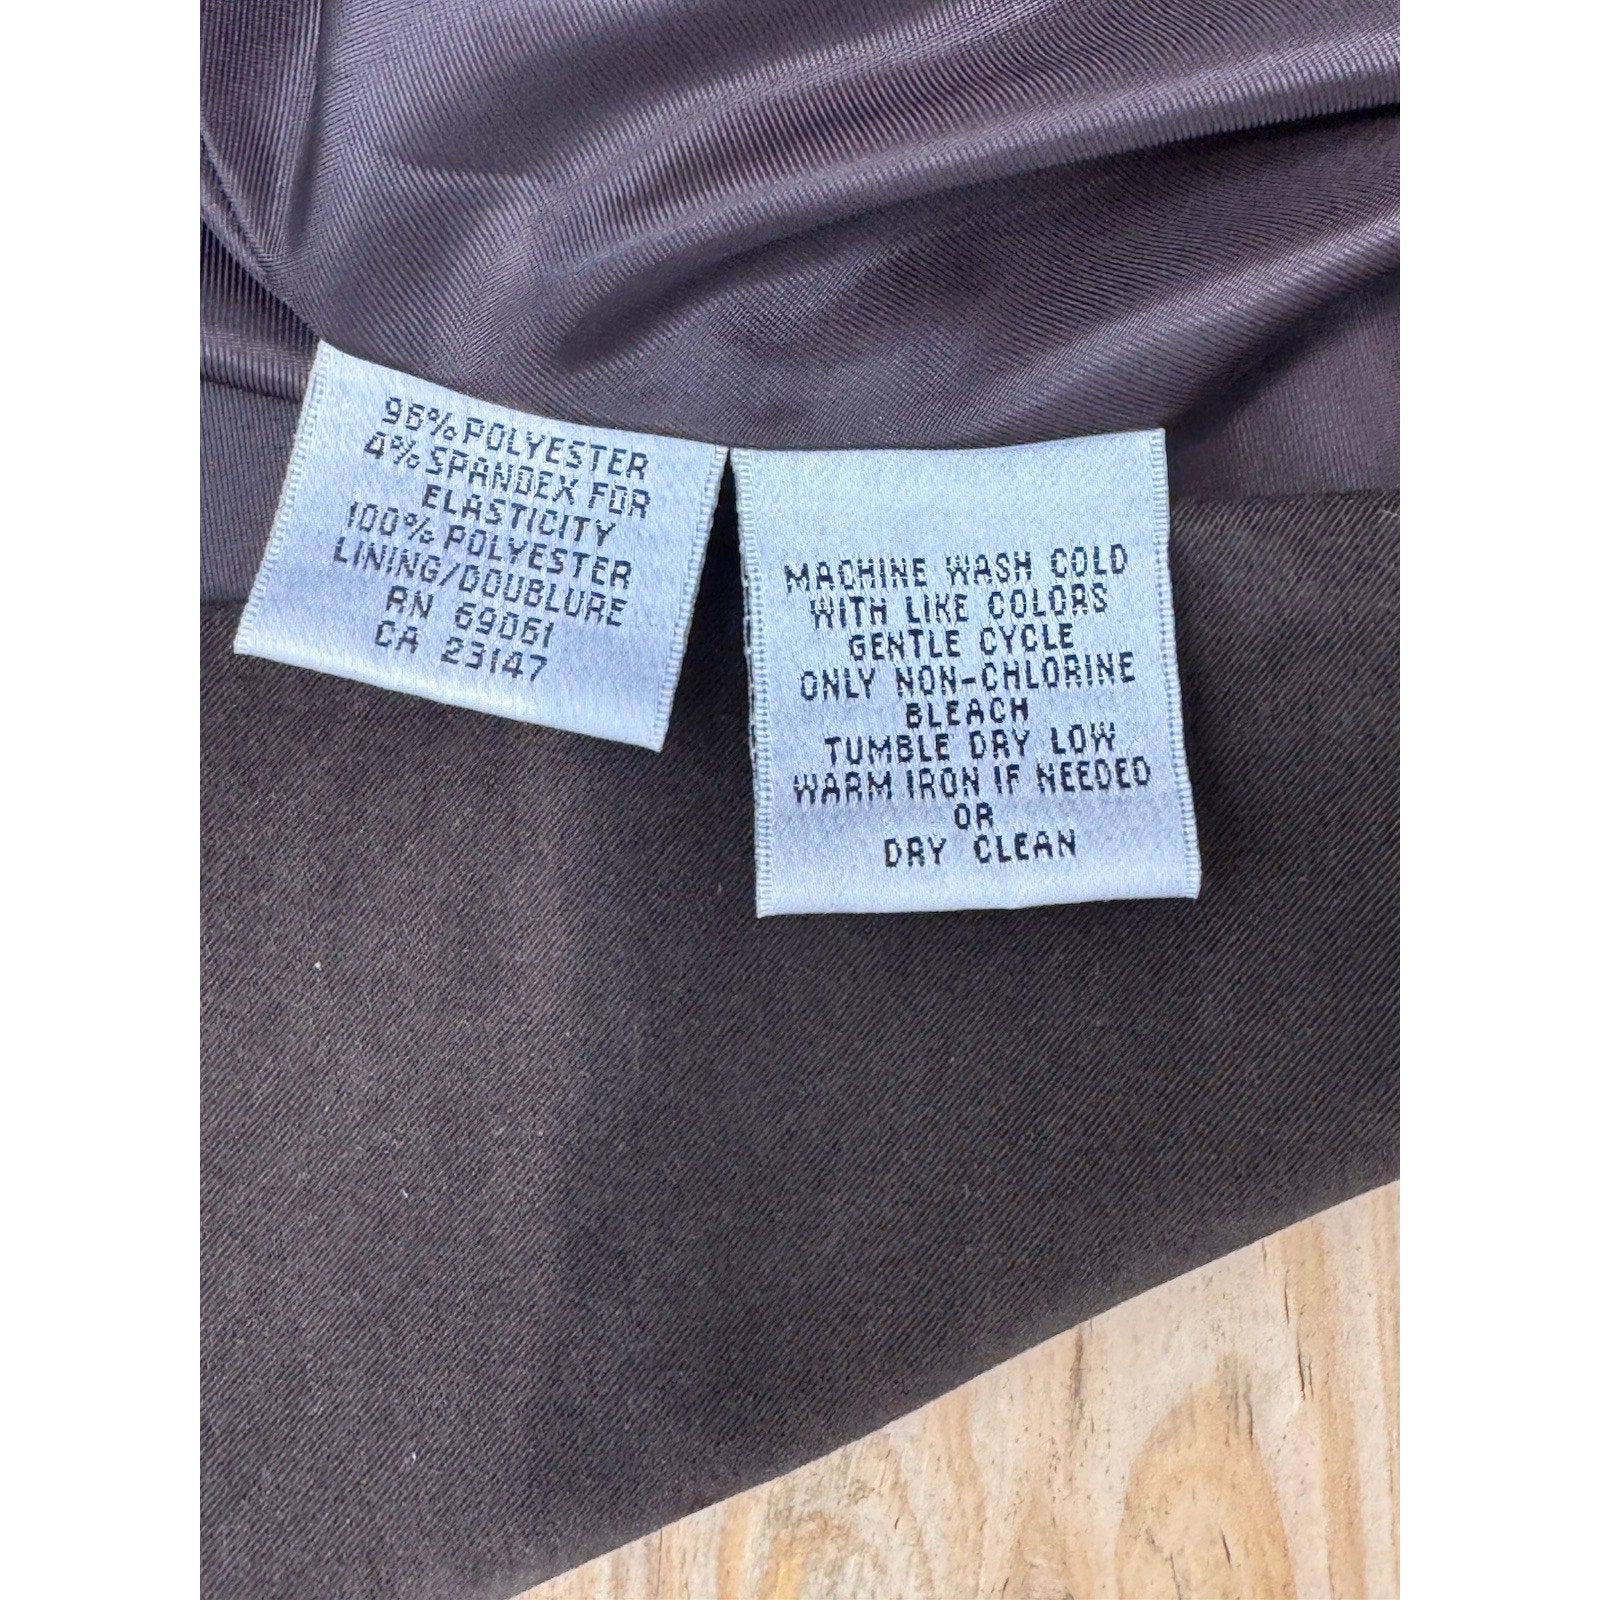 96% POLYESTER
4% SPANDEX FOR
ELASTICITY
100% POLYESTER
LINING/DOUBLURE
RN 69061
CA 23147
MACHINE WASH COLD
WITH LIKE COLORS
GENTLE CYCLE
ONLY NON-CHLORINE
BLEACH
TUMBLE DRY LOW
WARM IRON IF NEEDED
OR
DRY CLEAN